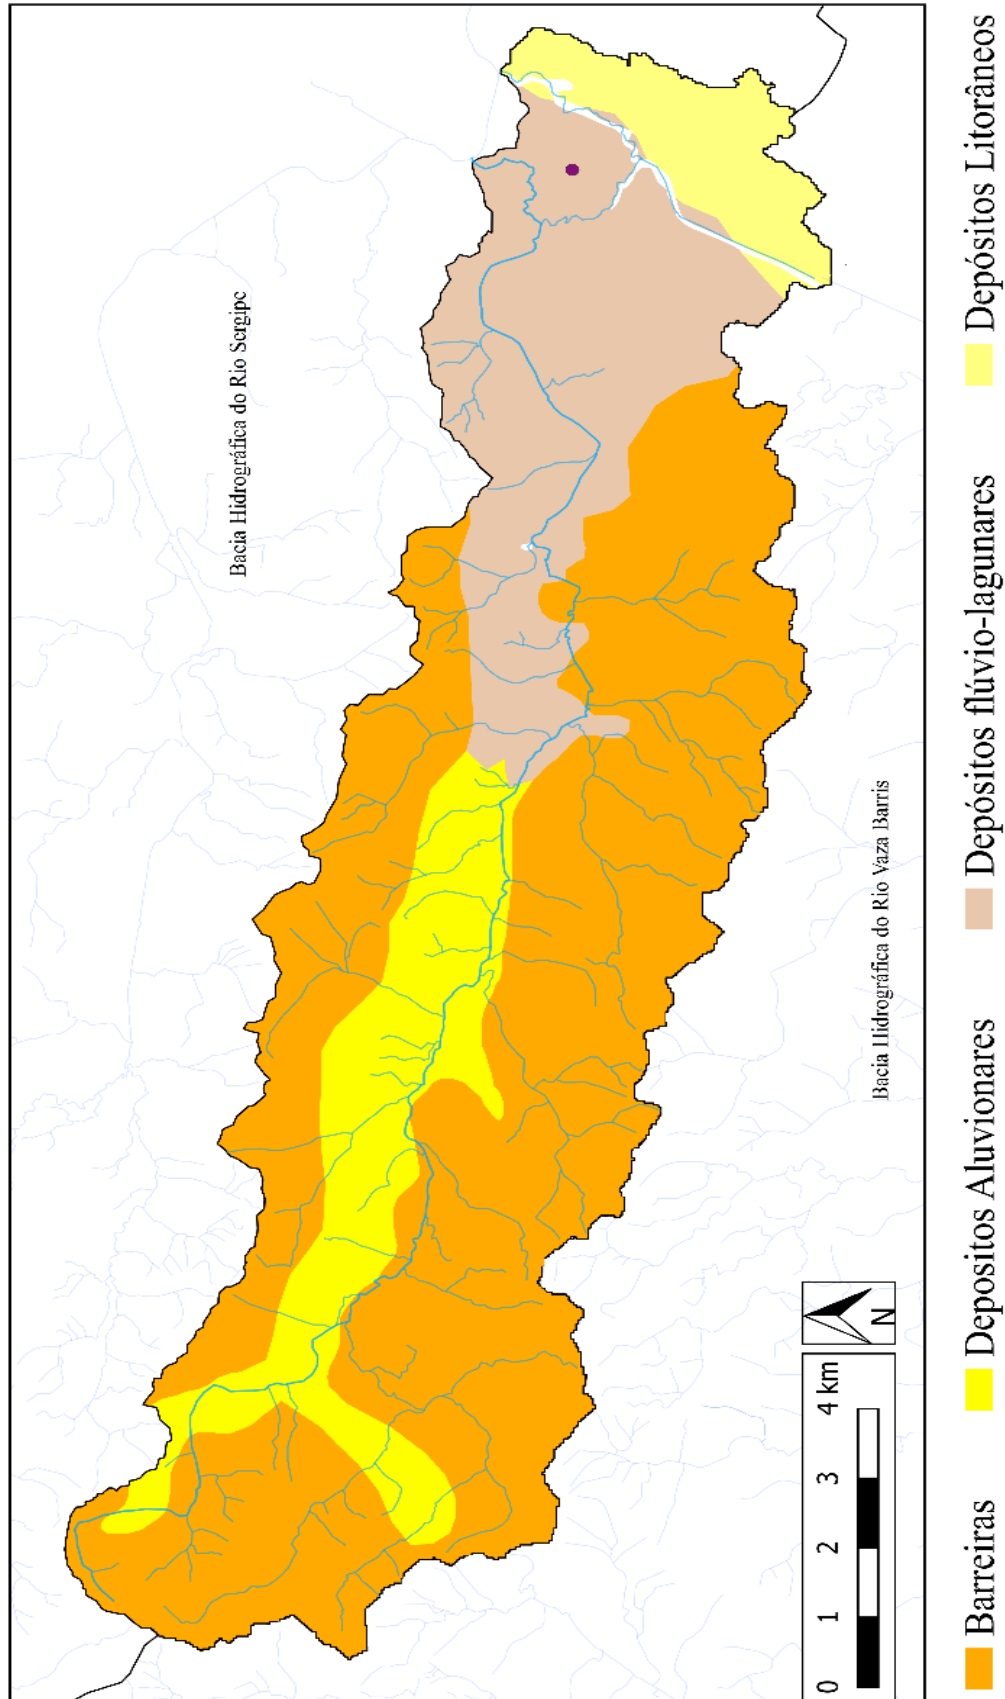 Bacia Hidrográfica do Rio Sergipe
Bacia Hidrográfica do Rio Vaza Barris
0 1 2 3 4 km
N
Barreiras
Depositos Aluvionares
Depósitos flúvio-lagunares
Depósitos Litorâneos